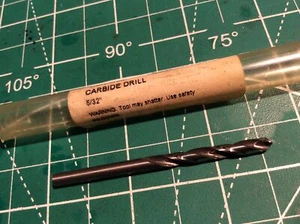 105°
90°
75°
CARBIDE DRILL
5/32"
WARNING: Tool may shatter. Use safety